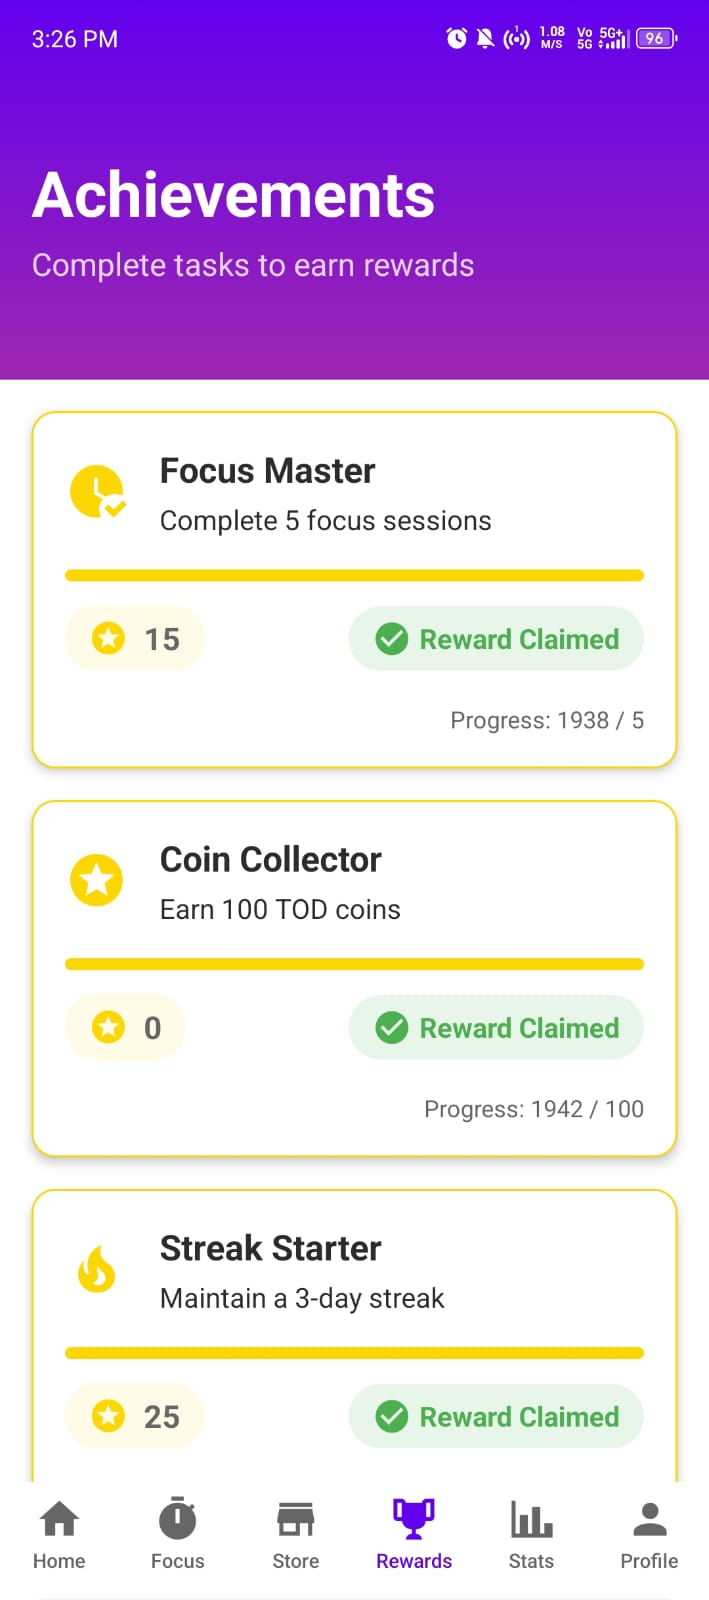 3:26 PM
1
1.08 M/S
Vo 5G
5G+
96
Achievements
Complete tasks to earn rewards
Focus Master
Complete 5 focus sessions
15
Reward Claimed
Progress: 1938 / 5
Coin Collector
Earn 100 TOD coins
0
Reward Claimed
Progress: 1942 / 100
Streak Starter
Maintain a 3-day streak
25
Reward Claimed
Home
Focus
Store
Rewards
Stats
Profile